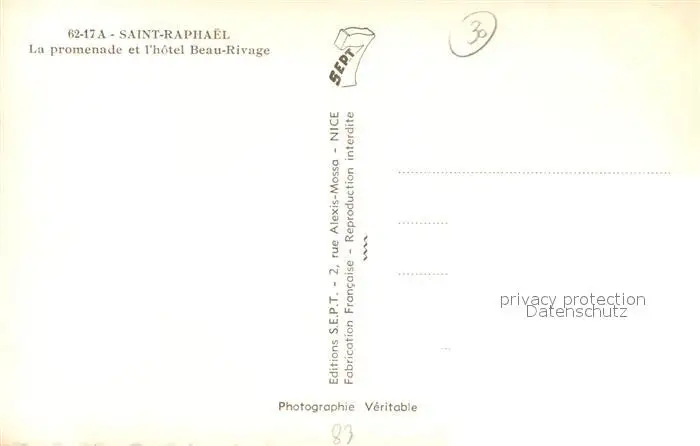 62-17A - SAINT-RAPHAËL
La promenade et l'hôtel Beau-Rivage
SEPT
30
Editions S.E.P.T. - 2, rue Alexis-Mossa - NICE
Fabrication Française - Reproduction interdite
privacy protection
Datenschutz
Photographie Véritable
83